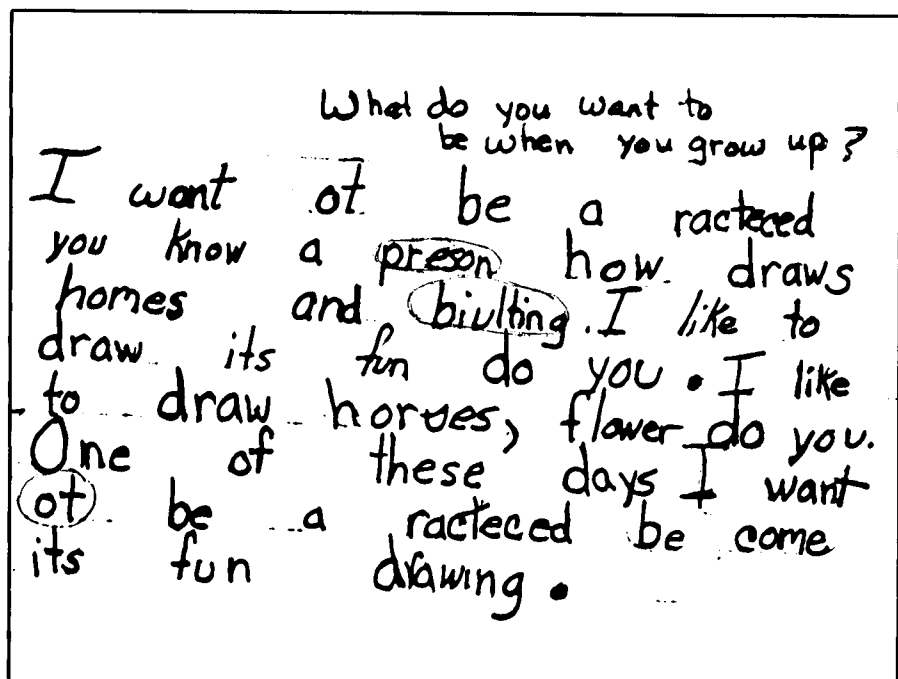 What do you want to
be when you grow up?
I want ot be a racteced
you know a preson how draws
homes and biulting. I like to
draw its fun do you. I like
to draw horoes, flower do you.
One of these days I want
ot be a racteced be come
its fun drawing.